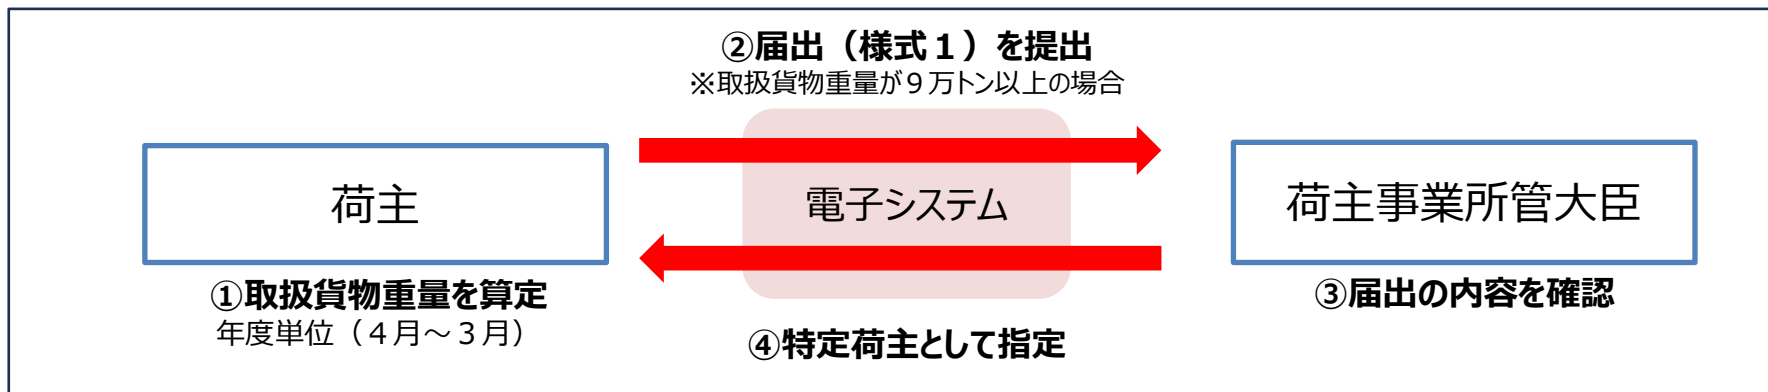 ②届出（様式１）を提出
※取扱貨物重量が９万トン以上の場合
荷主
電子システム
荷主事業所管大臣
①取扱貨物重量を算定
年度単位（４月～３月）
③届出の内容を確認
④特定荷主として指定